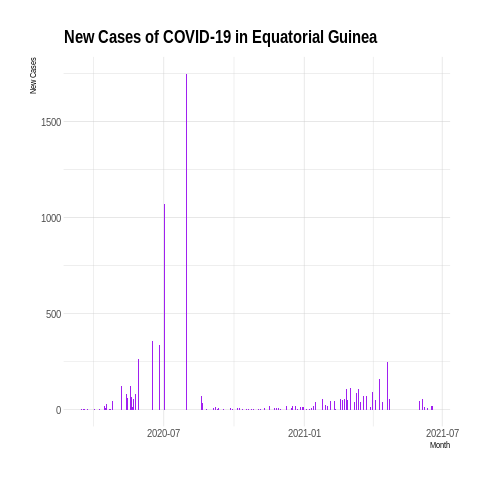 New Cases of COVID-19 in Equatorial Guinea
New Cases
1500
1000
500
0
2020-07
2021-01
2021-07
Month